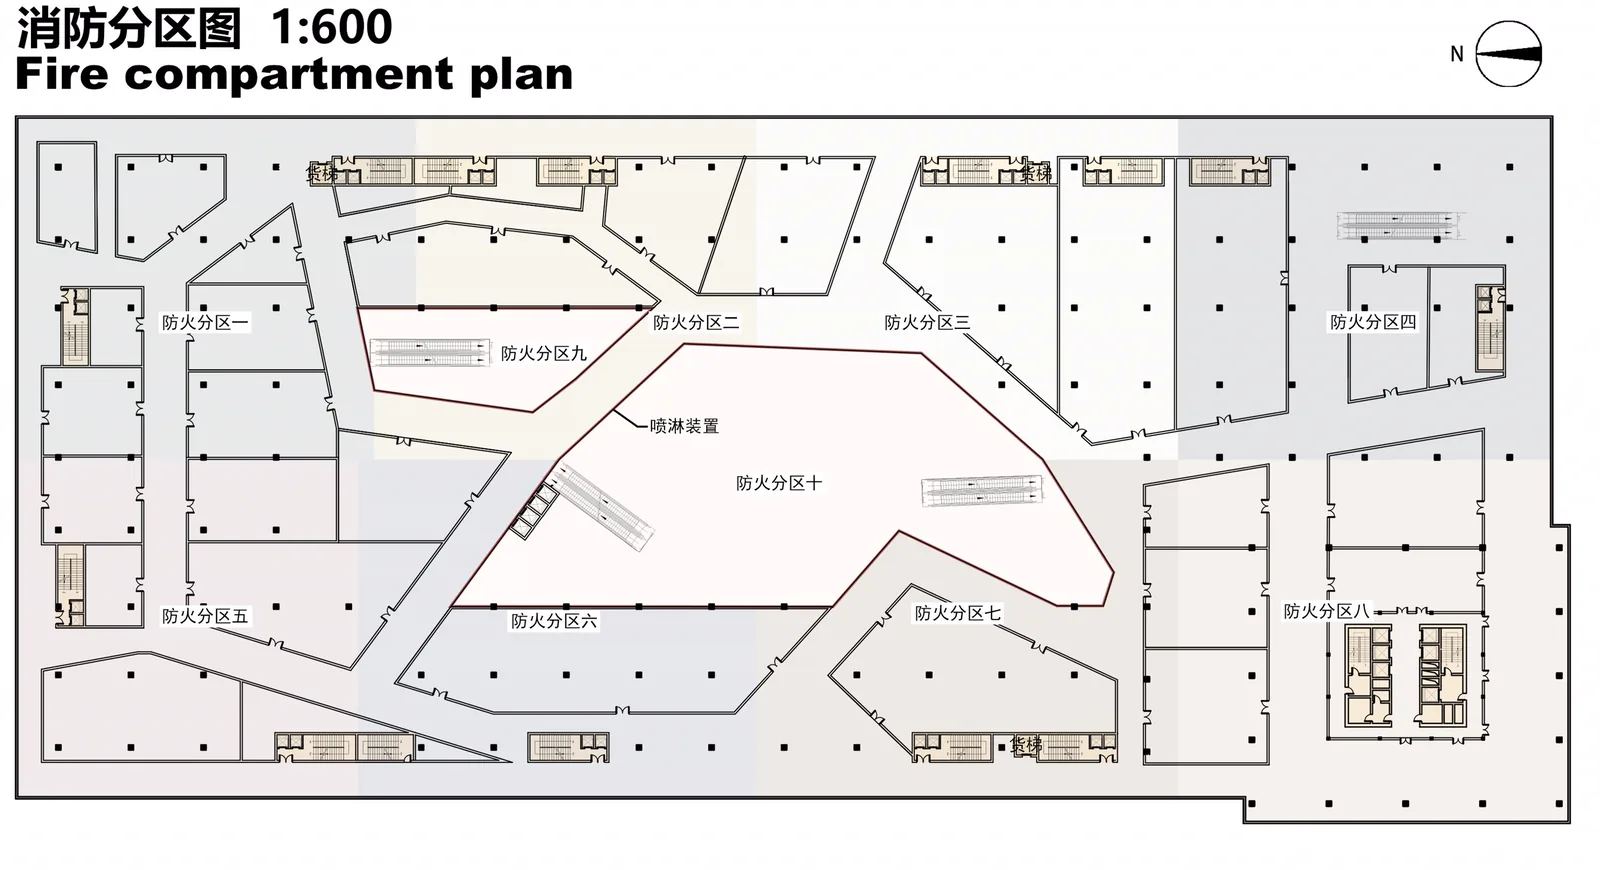 消防分区图 1:600
Fire compartment plan
N
货梯
货梯
防火分区一
防火分区二
防火分区三
防火分区四
防火分区九
喷淋装置
防火分区十
防火分区五
防火分区六
防火分区七
防火分区八
货梯